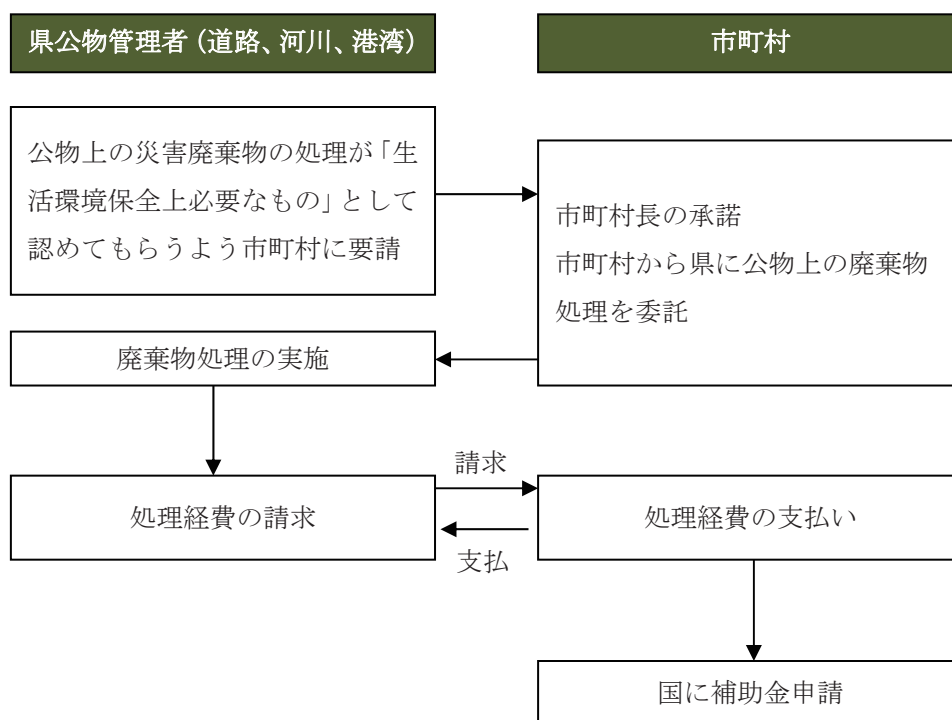 県公物管理者（道路、河川、港湾）
市町村
公物上の災害廃棄物の処理が「生
活環境保全上必要なもの」として
認めてもらうよう市町村に要請
市町村長の承諾
市町村から県に公物上の廃棄物
処理を委託
廃棄物処理の実施
請求
処理経費の請求
処理経費の支払い
支払
国に補助金申請